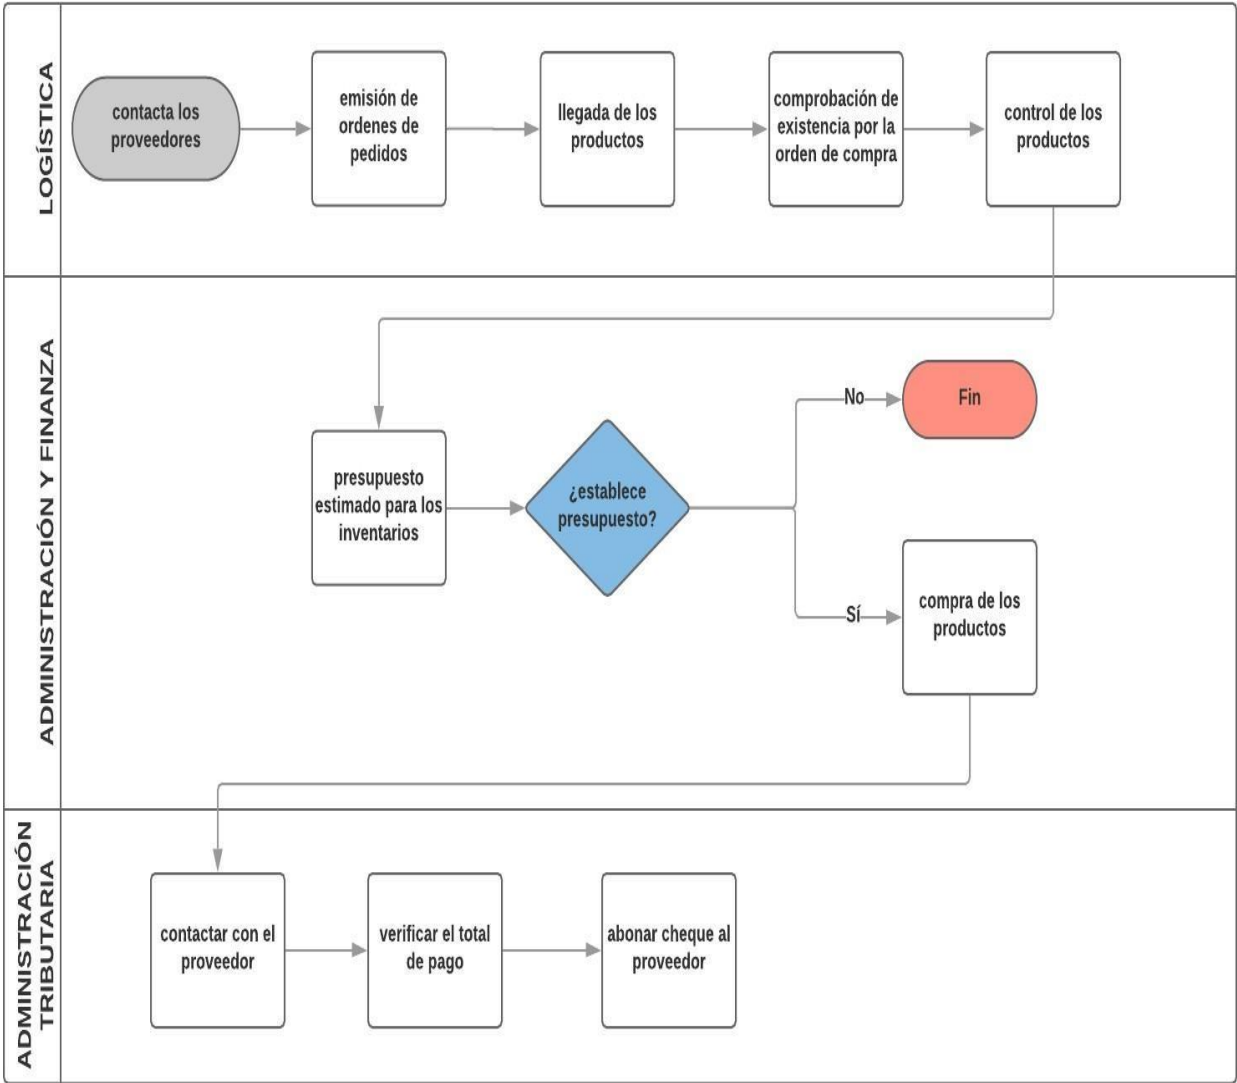 LOGÍSTICA
contacta los
proveedores
emisión de
ordenes de
pedidos
llegada de los
productos
comprobación de
existencia por la
orden de compra
control de los
productos
ADMINISTRACIÓN Y FINANZA
presupuesto
estimado para los
inventarios
¿establece
presupuesto?
No
Fin
Sí
compra de los
productos
ADMINISTRACIÓN
TRIBUTARIA
contactar con el
proveedor
verificar el total
de pago
abonar cheque al
proveedor